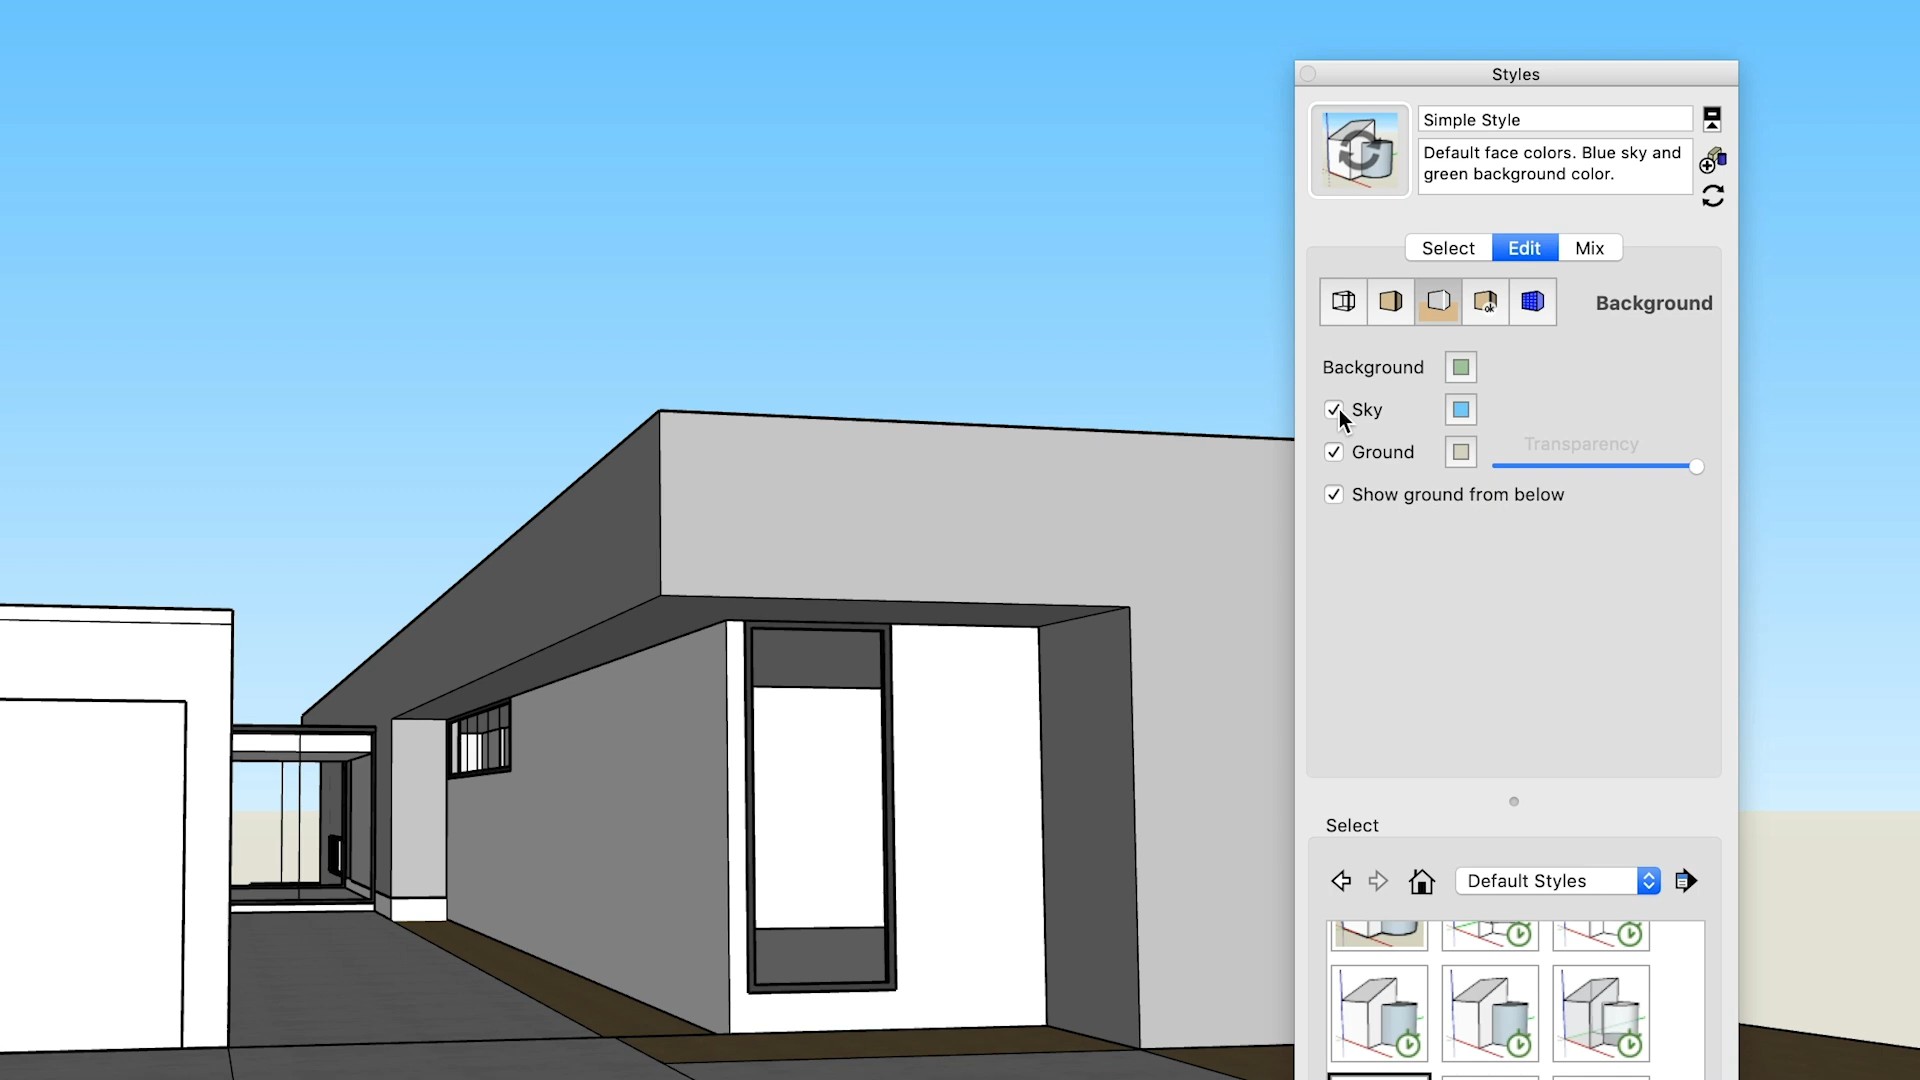 Styles
Simple Style
Default face colors. Blue sky and
green background color.
Select Edit Mix
Background
Background
Sky
Transparency
Ground
Show ground from below
Select
Default Styles